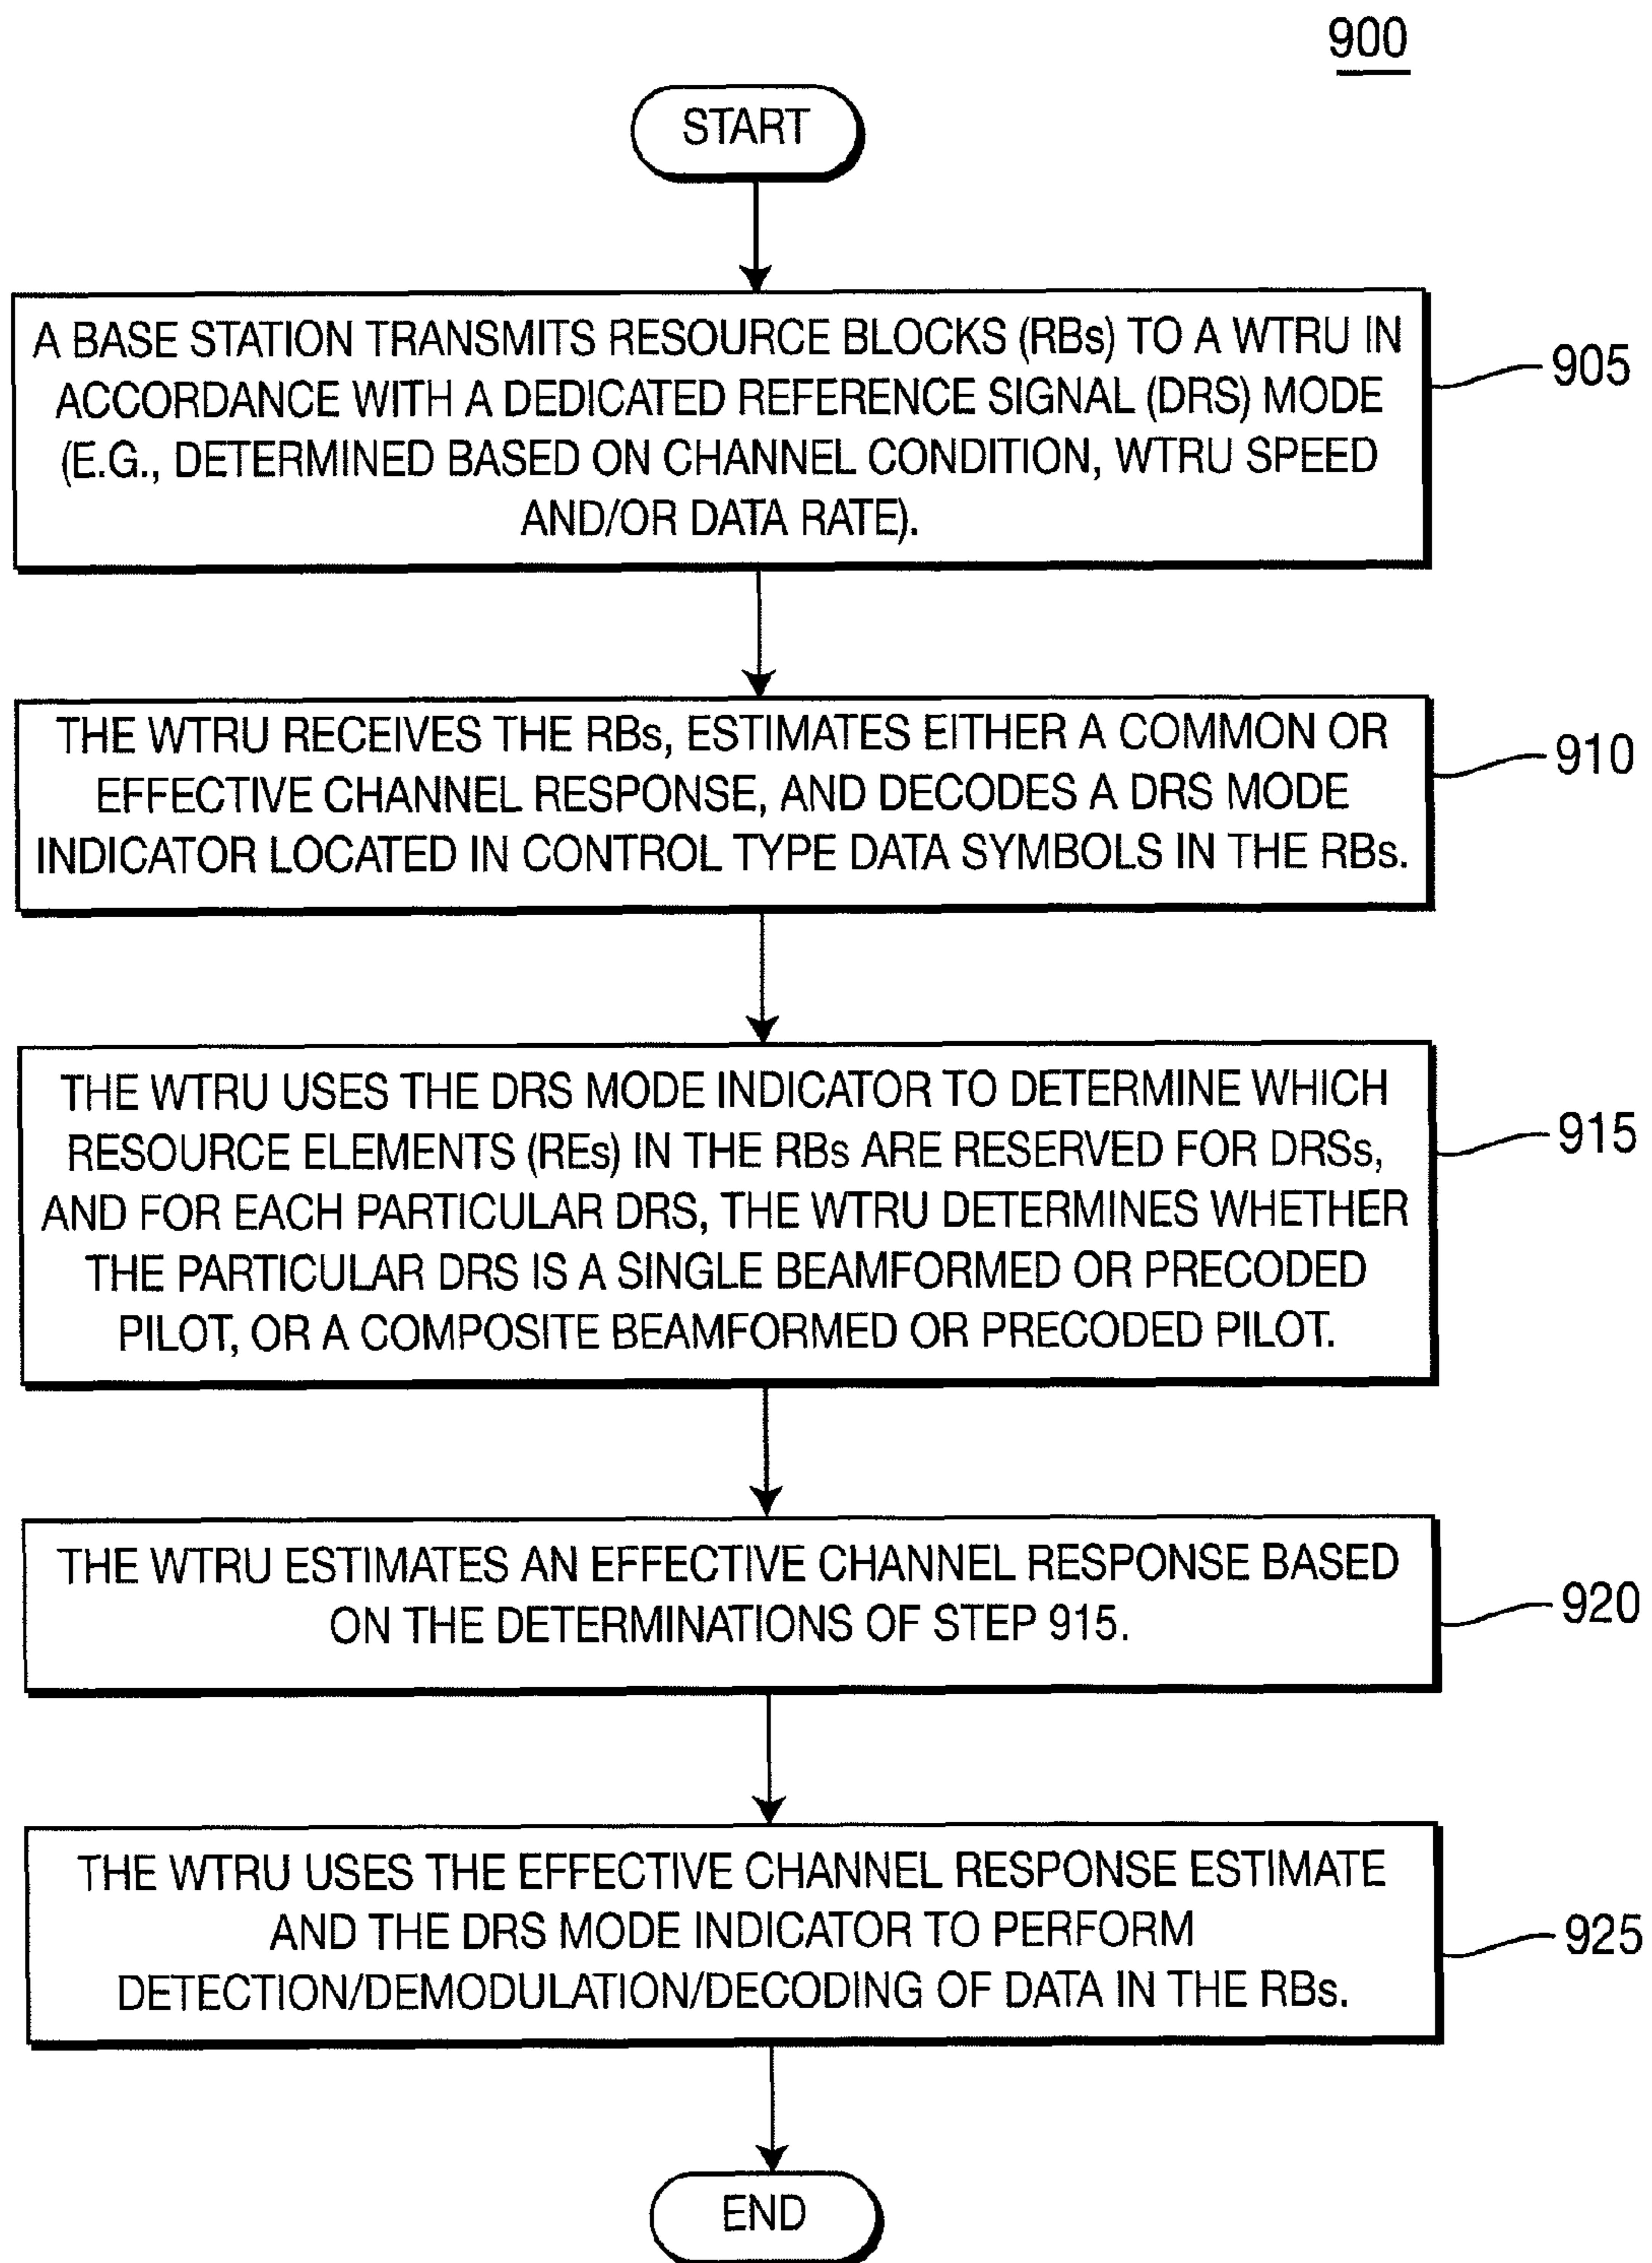 900
START
A BASE STATION TRANSMITS RESOURCE BLOCKS (RBs) TO A WTRU IN
ACCORDANCE WITH A DEDICATED REFERENCE SIGNAL (DRS) MODE
(E.G., DETERMINED BASED ON CHANNEL CONDITION, WTRU SPEED
AND/OR DATA RATE).
905
THE WTRU RECEIVES THE RBs, ESTIMATES EITHER A COMMON OR
EFFECTIVE CHANNEL RESPONSE, AND DECODES A DRS MODE
INDICATOR LOCATED IN CONTROL TYPE DATA SYMBOLS IN THE RBs.
910
THE WTRU USES THE DRS MODE INDICATOR TO DETERMINE WHICH
RESOURCE ELEMENTS (REs) IN THE RBs ARE RESERVED FOR DRSs,
AND FOR EACH PARTICULAR DRS, THE WTRU DETERMINES WHETHER
THE PARTICULAR DRS IS A SINGLE BEAMFORMED OR PRECODED
PILOT, OR A COMPOSITE BEAMFORMED OR PRECODED PILOT.
915
THE WTRU ESTIMATES AN EFFECTIVE CHANNEL RESPONSE BASED
ON THE DETERMINATIONS OF STEP 915.
920
THE WTRU USES THE EFFECTIVE CHANNEL RESPONSE ESTIMATE
AND THE DRS MODE INDICATOR TO PERFORM
DETECTION/DEMODULATION/DECODING OF DATA IN THE RBs.
925
END